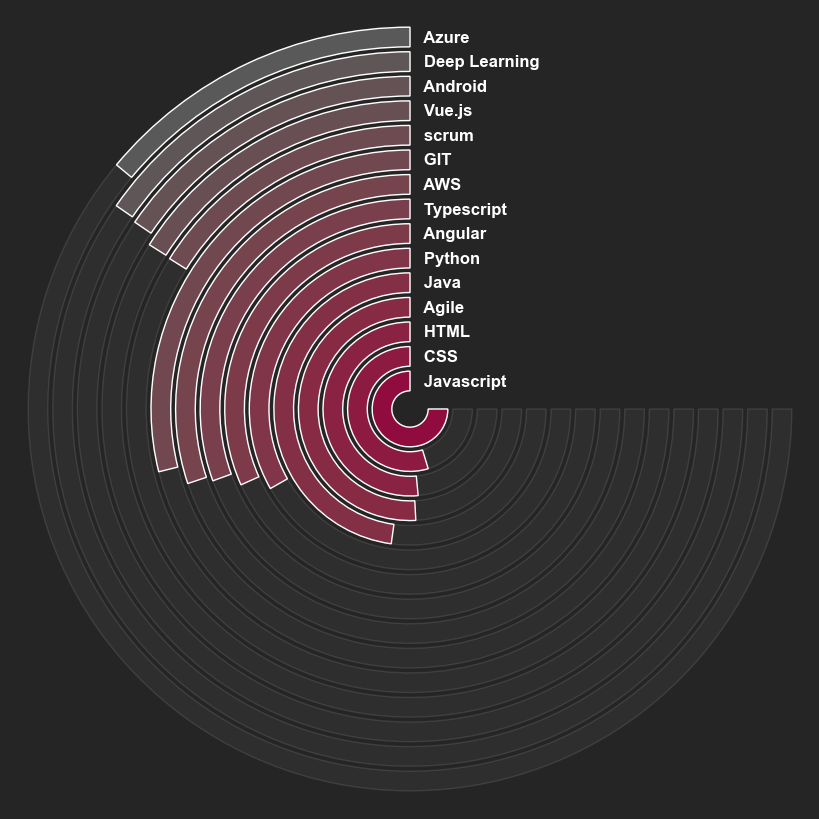 Azure
Deep Learning
Android
Vue.js
scrum
GIT
AWS
Typescript
Angular
Python
Java
Agile
HTML
CSS
Javascript